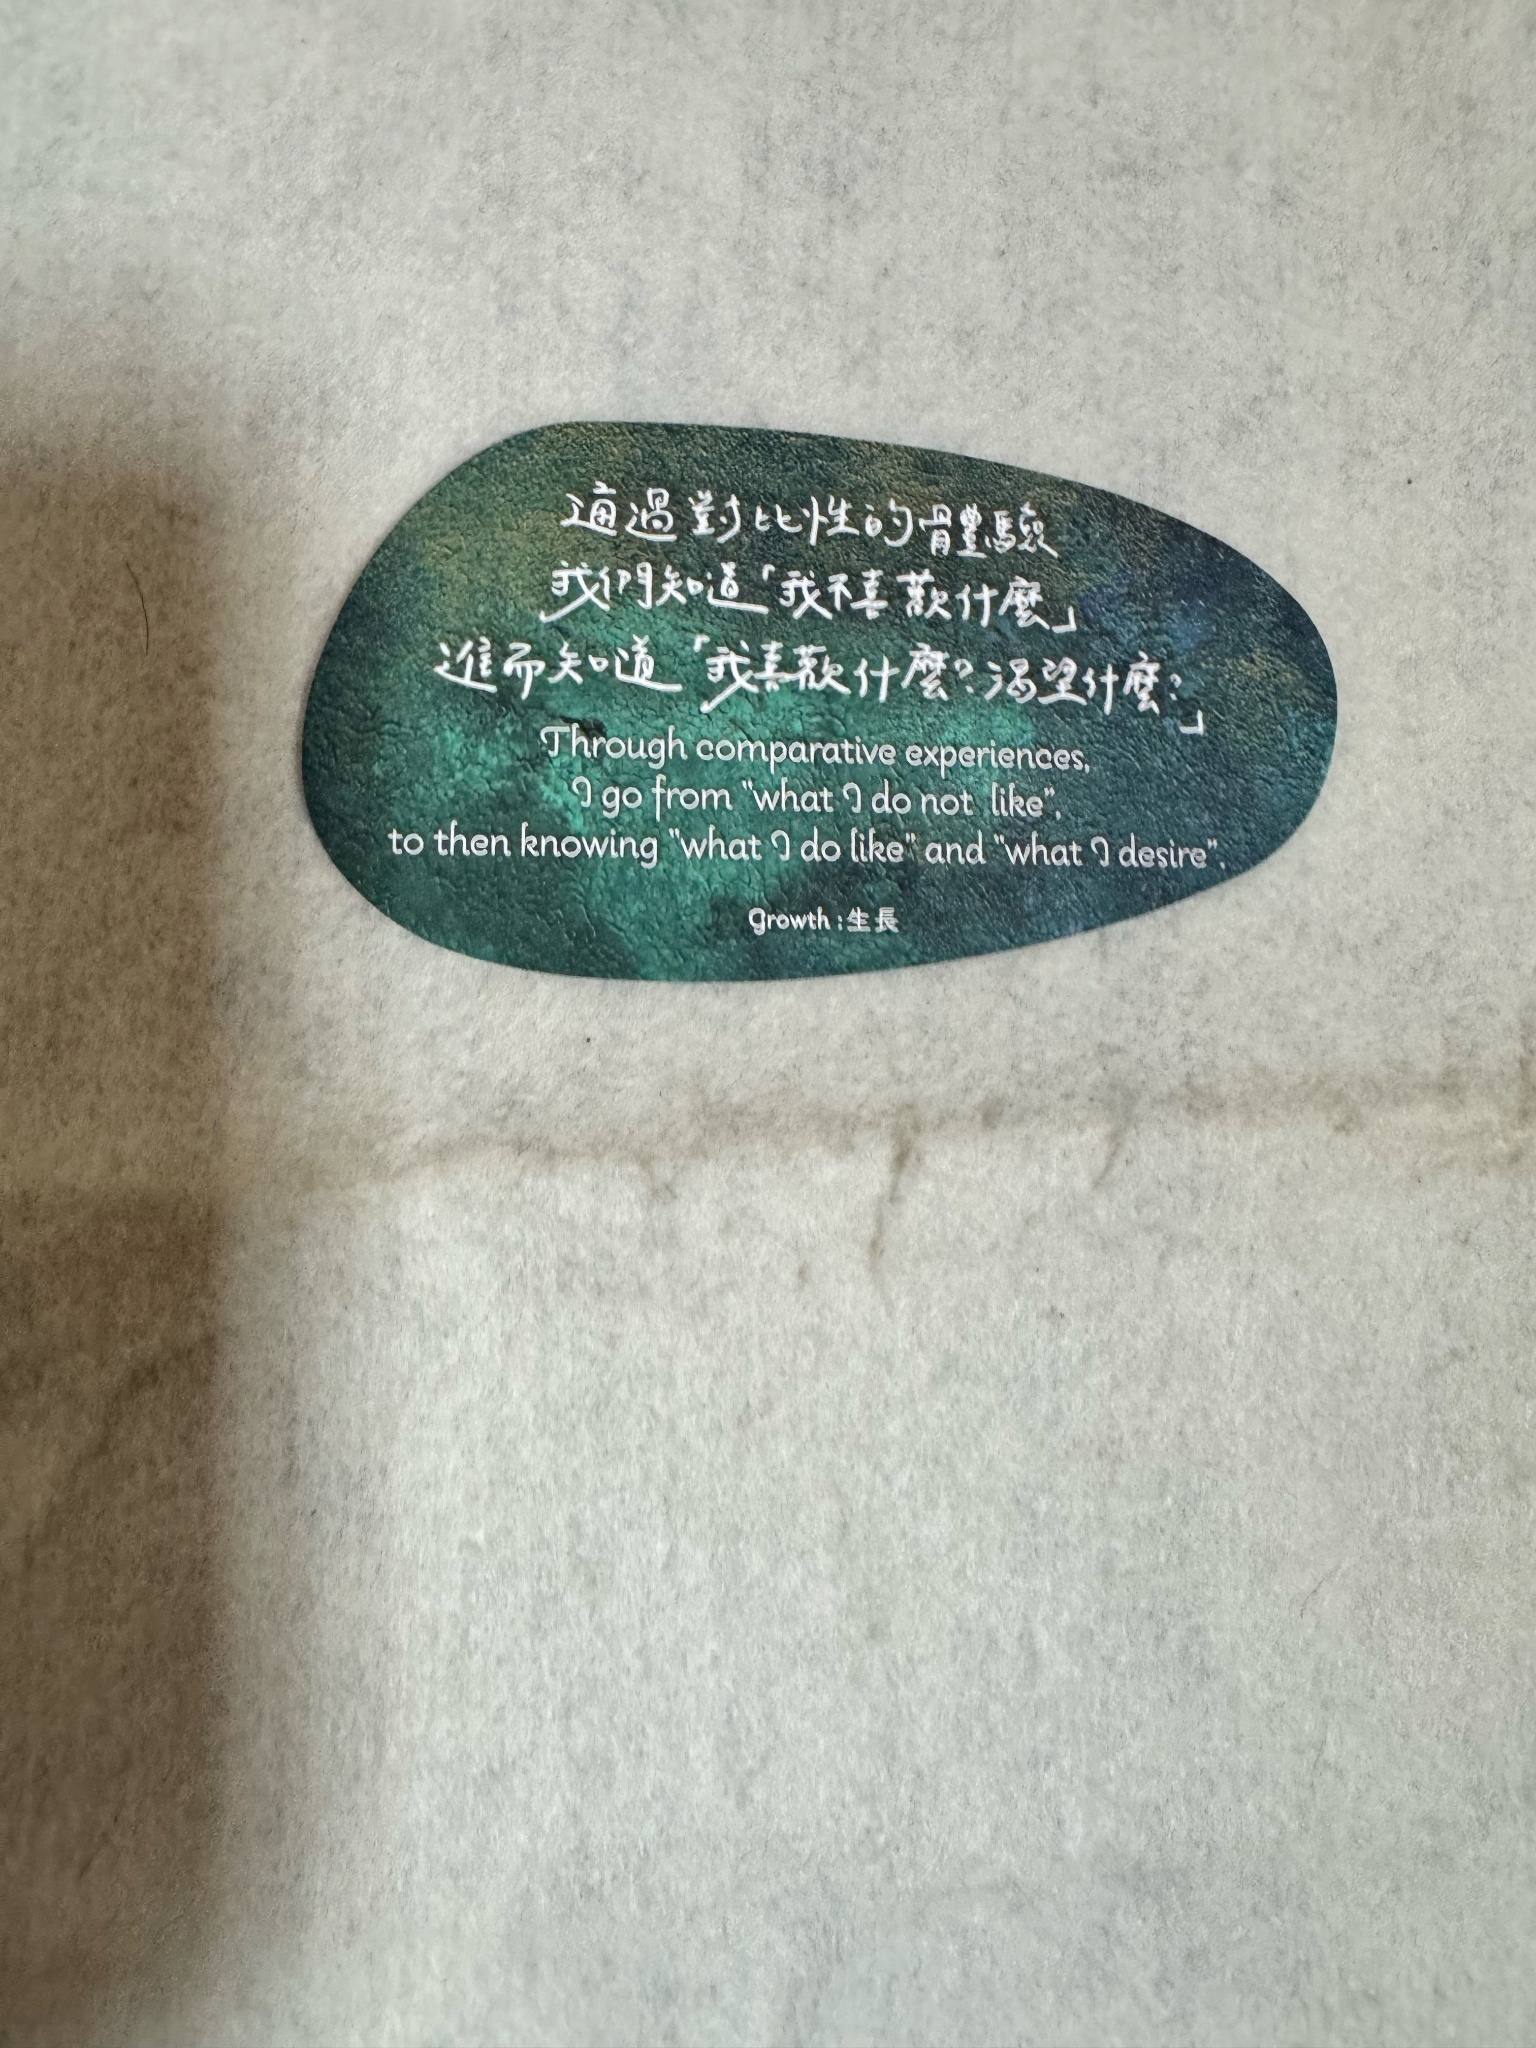 通過對比性的體驗
我們知道「我不喜歡什麼」
進而知道「我喜歡什麼?渴望什麼?」
Through comparative experiences,
I go from "what I do not like",
to then knowing "what I do like" and "what I desire".
Growth : 生長